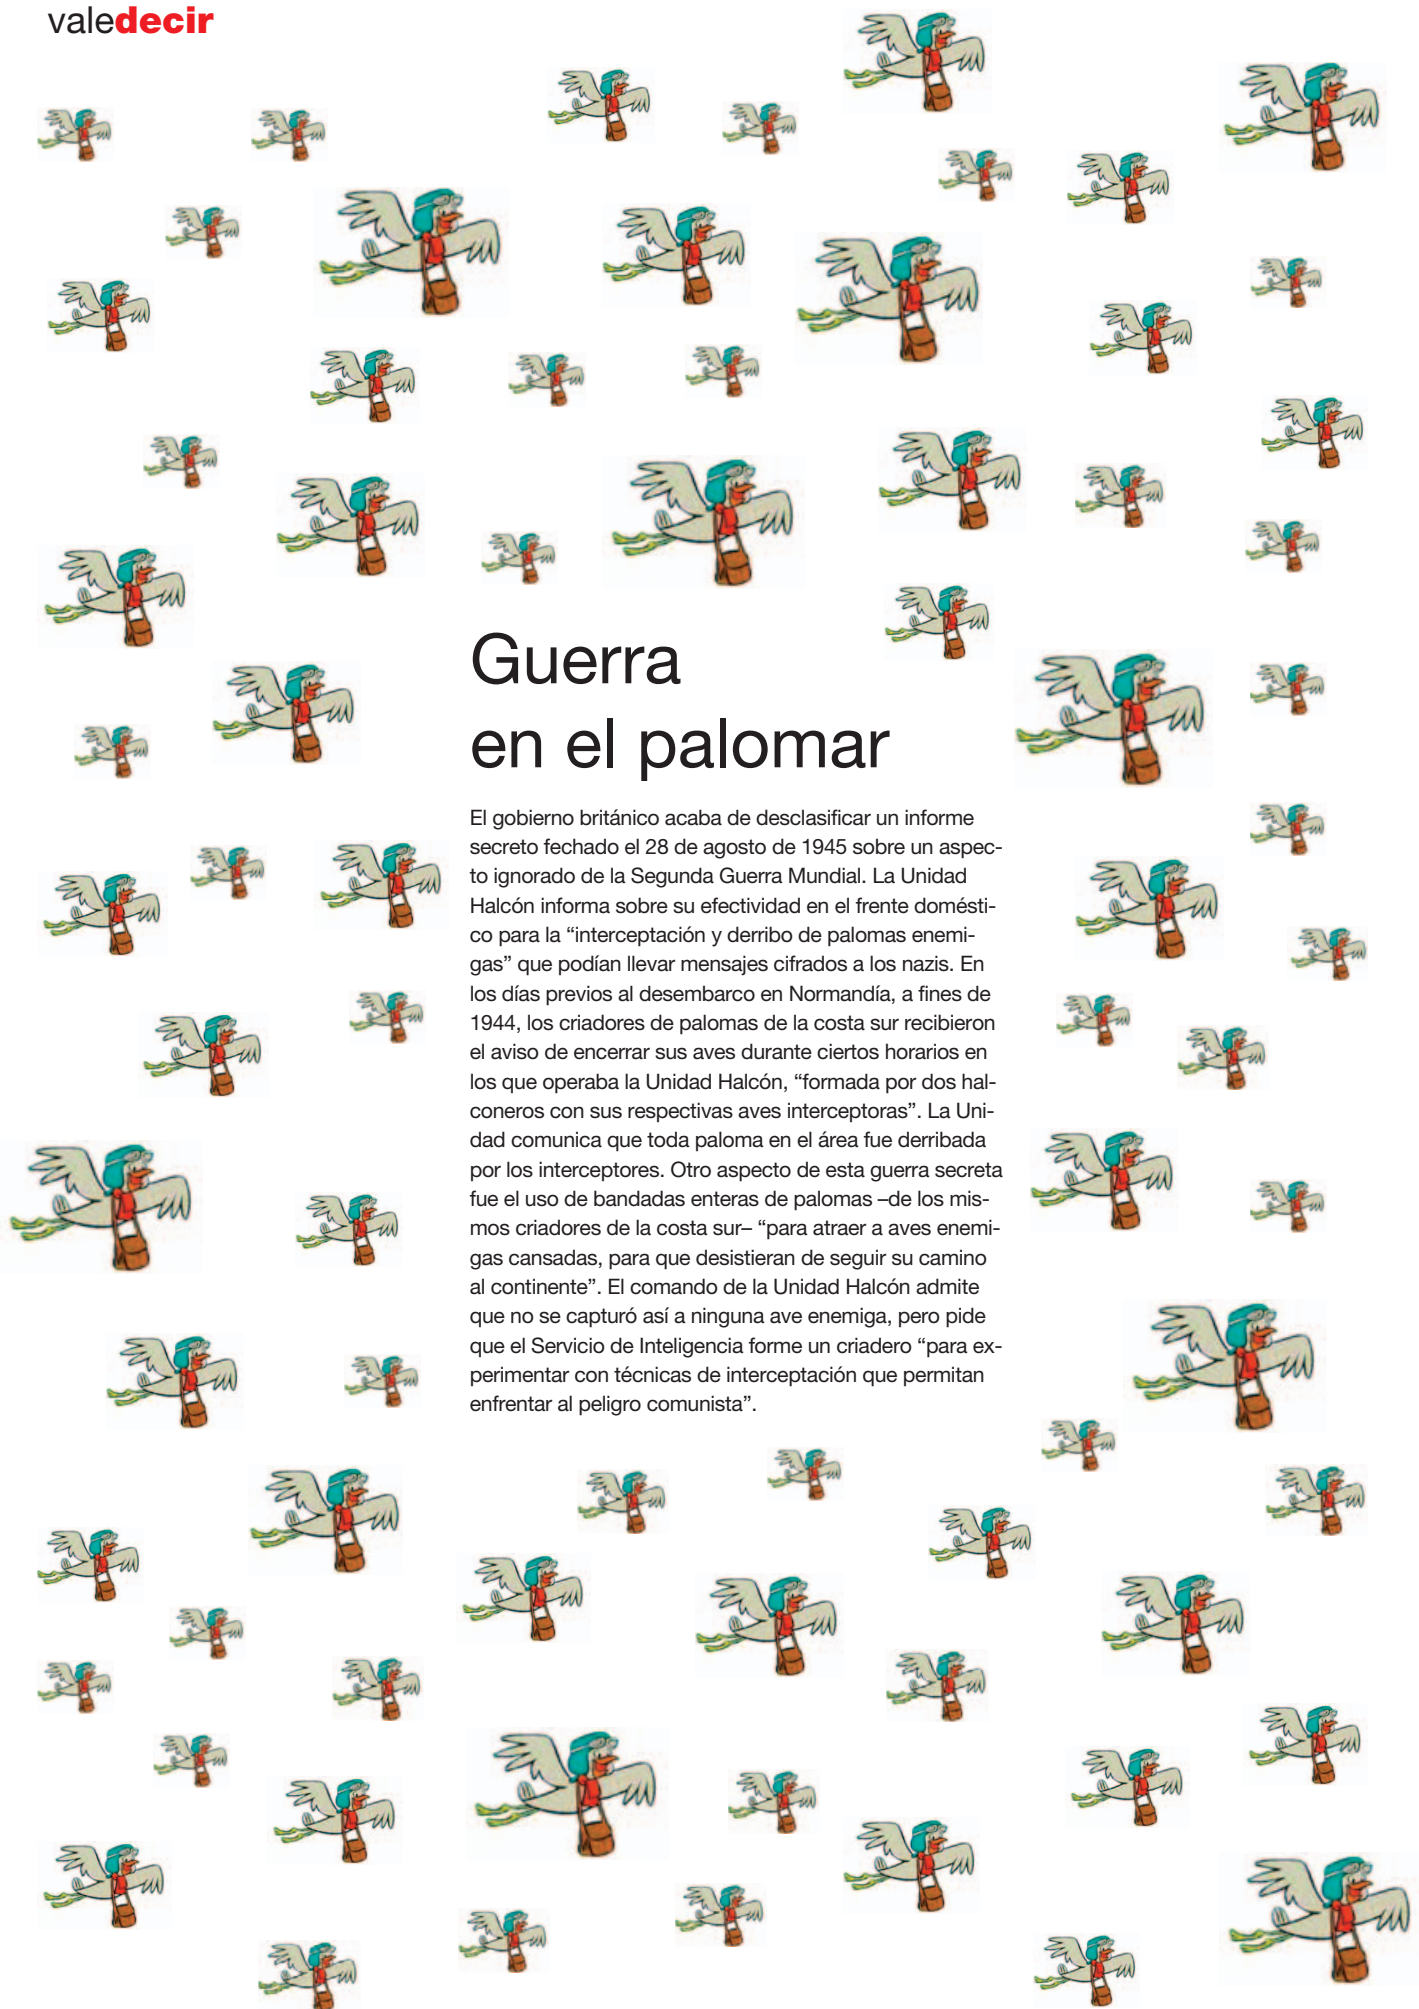 valedecir
Guerra
en el palomar
El gobierno británico acaba de desclasificar un informe
secreto fechado el 28 de agosto de 1945 sobre un aspec-
to ignorado de la Segunda Guerra Mundial. La Unidad
Halcón informa sobre su efectividad en el frente domésti-
co para la “interceptación y derribo de palomas enemi-
gas” que podían llevar mensajes cifrados a los nazis. En
los días previos al desembarco en Normandía, a fines de
1944, los criadores de palomas de la costa sur recibieron
el aviso de encerrar sus aves durante ciertos horarios en
los que operaba la Unidad Halcón, “formada por dos hal-
coneros con sus respectivas aves interceptoras”. La Uni-
dad comunica que toda paloma en el área fue derribada
por los interceptores. Otro aspecto de esta guerra secreta
fue el uso de bandadas enteras de palomas –de los mis-
mos criadores de la costa sur– “para atraer a aves enemi-
gas cansadas, para que desistieran de seguir su camino
al continente”. El comando de la Unidad Halcón admite
que no se capturó así a ninguna ave enemiga, pero pide
que el Servicio de Inteligencia forme un criadero “para ex-
perimentar con técnicas de interceptación que permitan
enfrentar al peligro comunista”.